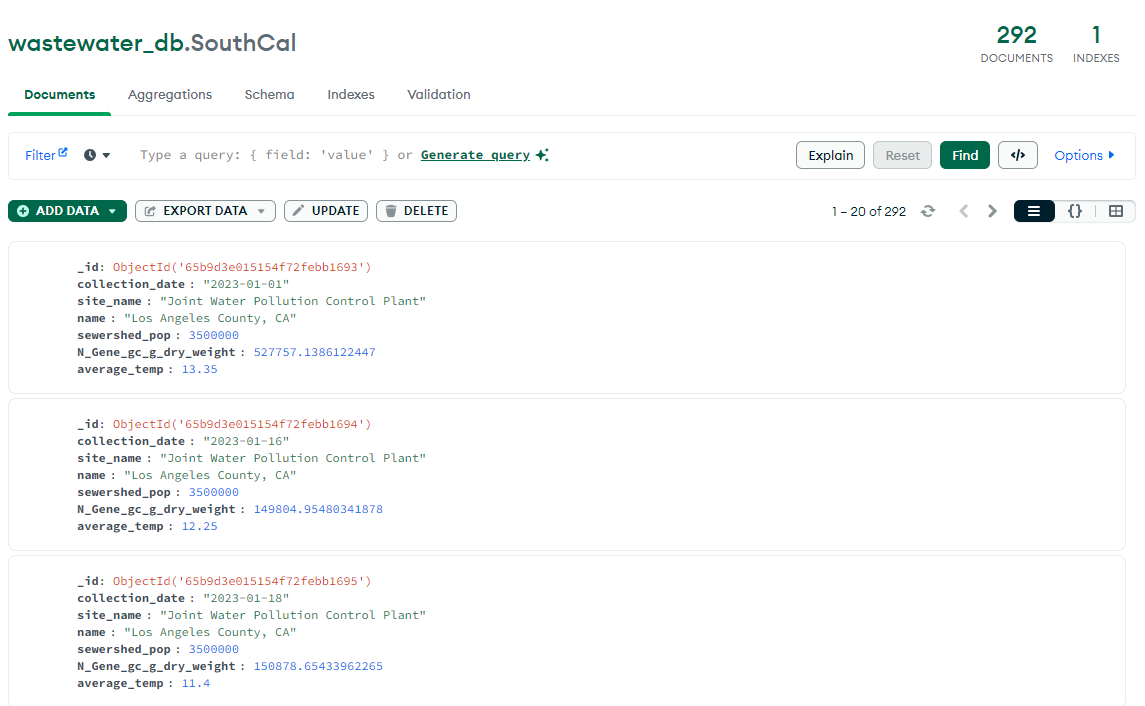 wastewater_db.SouthCal
292 1
DOCUMENTS INDEXES
Documents Aggregations Schema Indexes Validation
Filter Type a query: { field: 'value' } or Generate query Explain Reset Find </> Options
ADD DATA EXPORT DATA UPDATE DELETE 1 – 20 of 292 {}
_id: ObjectId('65b9d3e015154f72febb1693')
collection_date : "2023-01-01"
site_name : "Joint Water Pollution Control Plant"
name : "Los Angeles County, CA"
sewershed_pop : 3500000
N_Gene_gc_g_dry_weight : 527757.1386122447
average_temp : 13.35
_id: ObjectId('65b9d3e015154f72febb1694')
collection_date : "2023-01-16"
site_name : "Joint Water Pollution Control Plant"
name : "Los Angeles County, CA"
sewershed_pop : 3500000
N_Gene_gc_g_dry_weight : 149804.95480341878
average_temp : 12.25
_id: ObjectId('65b9d3e015154f72febb1695')
collection_date : "2023-01-18"
site_name : "Joint Water Pollution Control Plant"
name : "Los Angeles County, CA"
sewershed_pop : 3500000
N_Gene_gc_g_dry_weight : 150878.65433962265
average_temp : 11.4